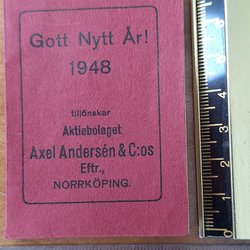 Gott Nytt År!
1948
tillönskar
Aktiebolaget
Axel Andersén & C:os
Eftr.,
NORRKÖPING.